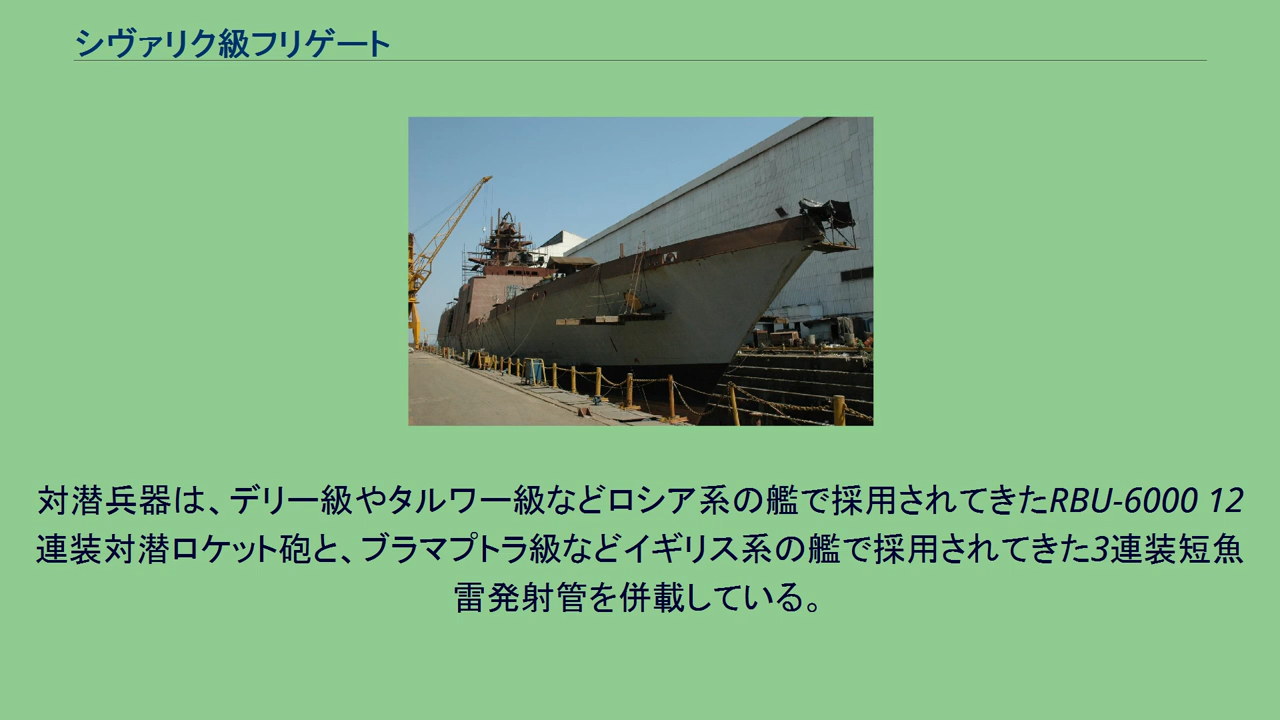 シヴァリク級フリゲート
対潜兵器は、デリー級やタルワー級などロシア系の艦で採用されてきたRBU-6000 12
連装対潜ロケット砲と、ブラマプトラ級などイギリス系の艦で採用されてきた3連装短魚
雷発射管を併載している。